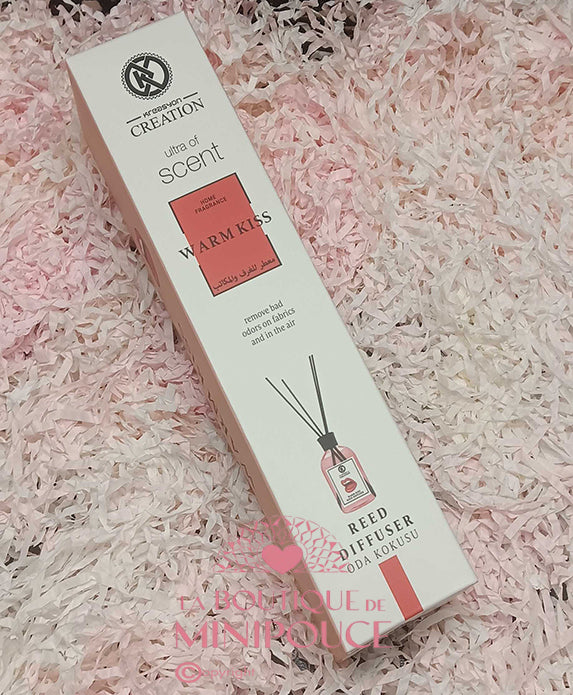 Kreasyon
CREATION
ultra of
scent
HOME
FRAGRANCE
WARM KISS
معطر للغرف والمكاتب
remove bad
odors on fabrics
and in the air
REED
DIFFUSER
ODA KOKUSU
LA BOUTIQUE DE
MINIPOUCE